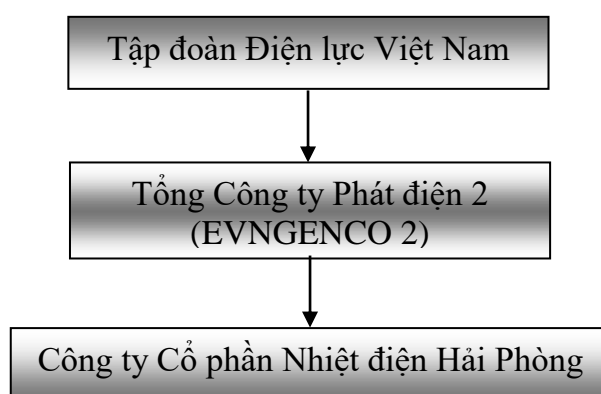 Tập đoàn Điện lực Việt Nam
Tổng Công ty Phát điện 2
(EVNGENCO 2)
Công ty Cổ phần Nhiệt điện Hải Phòng